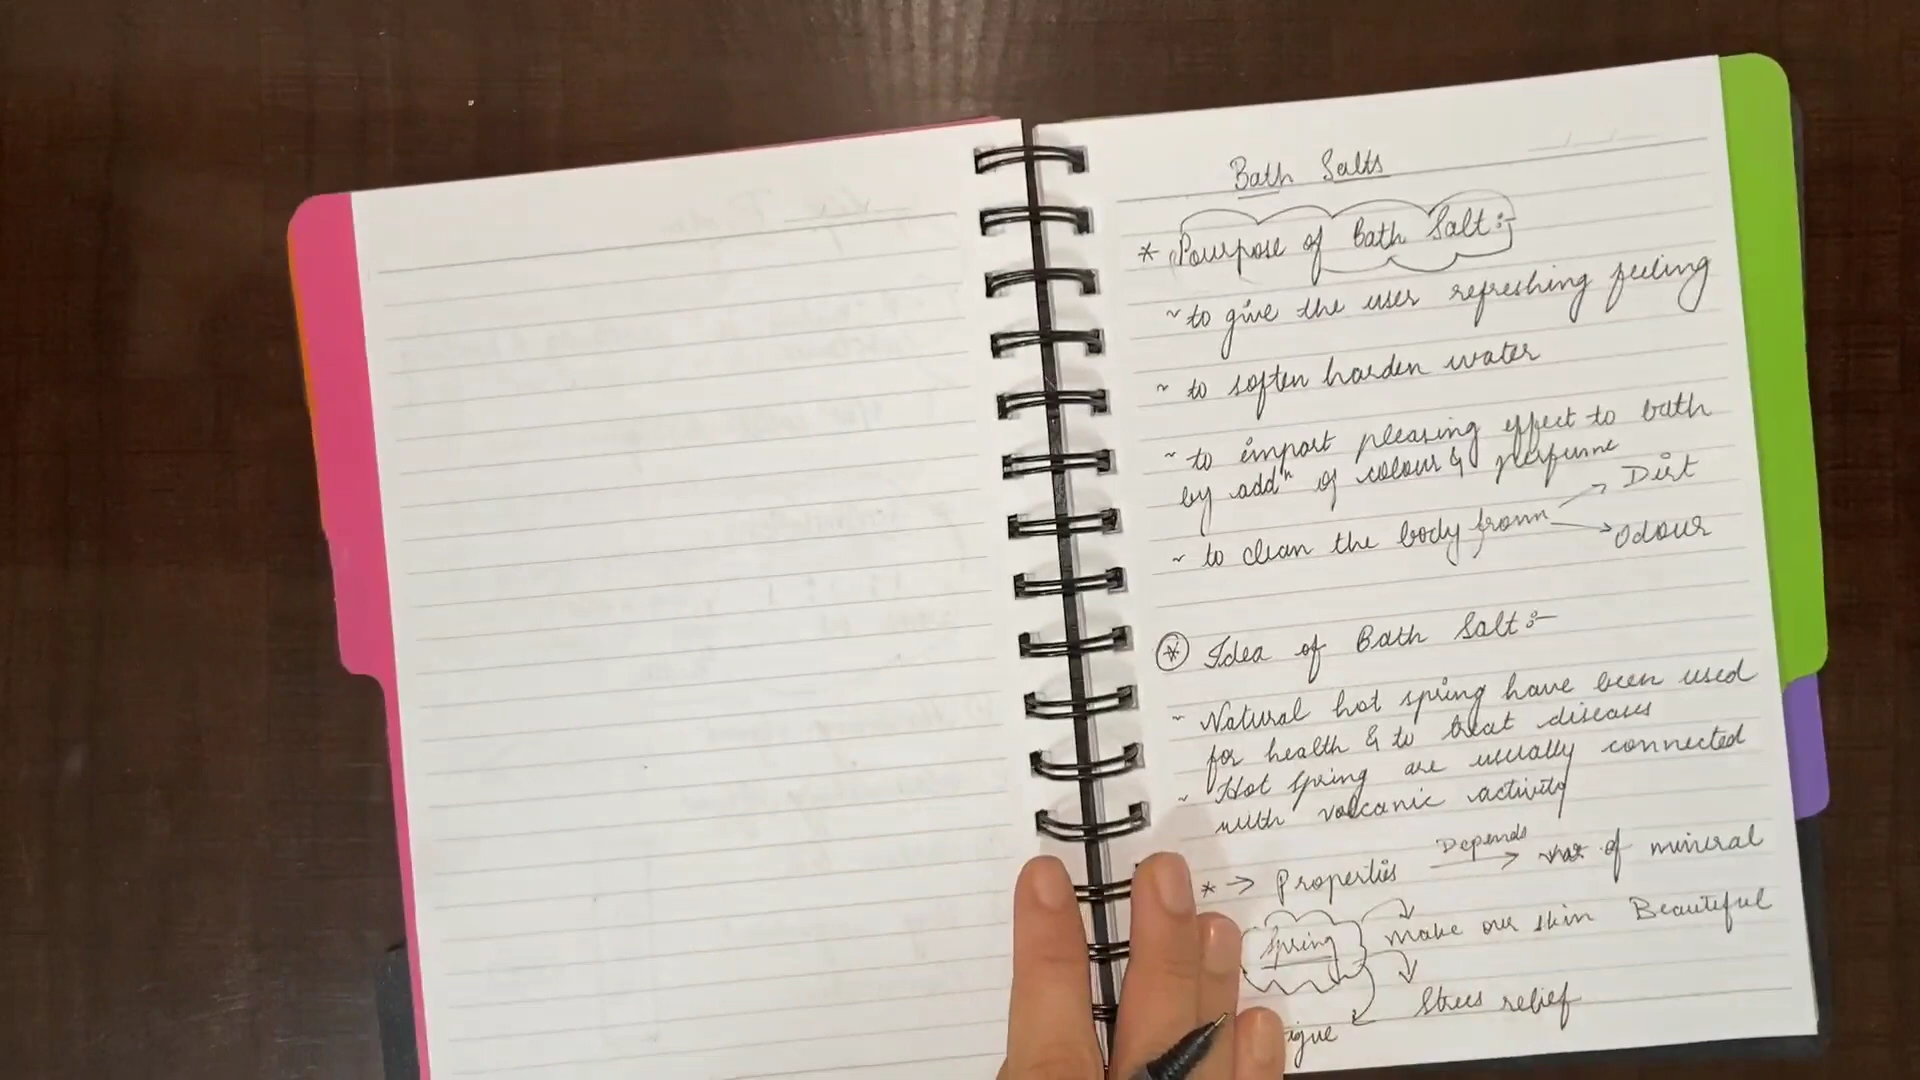 Bath Salts
* Pourpose of Bath Salt:-
~ to give the user refreshing feeling
~ to soften harden water
~ to impart pleasing effect to bath
by addⁿ of colour & perfume
~ to clean the body from → Dirt
→ Odour
* Idea of Bath Salt:-
~ Natural hot spring have been used
for health & to treat diseases
~ Hot spring are usually connected
with volcanic activity
* → Properties Depends → of mineral
Spring → Make our skin Beautiful
→ Stress relief
igue